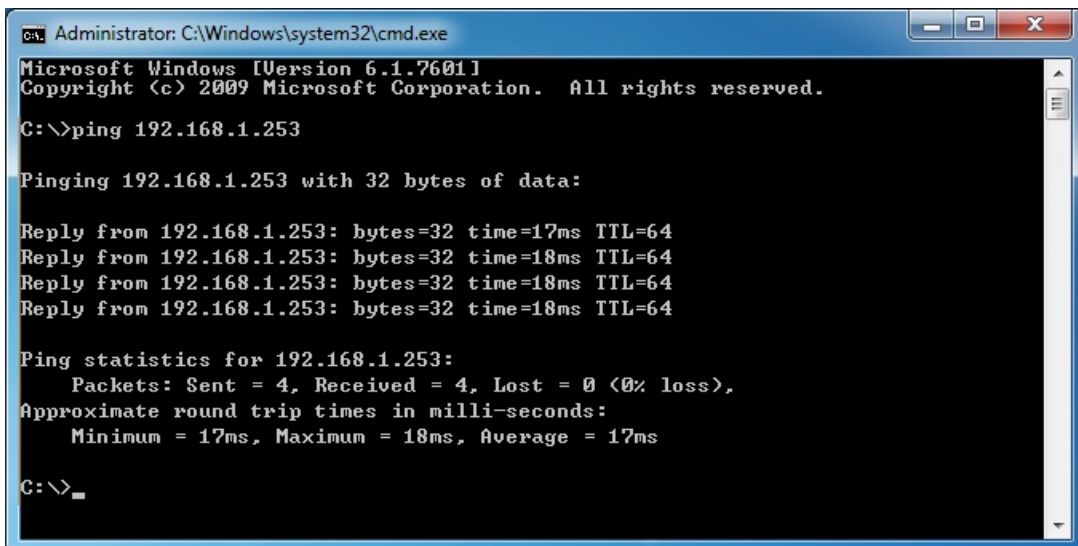 Administrator: C:\Windows\system32\cmd.exe
Microsoft Windows [Version 6.1.7601]
Copyright (c) 2009 Microsoft Corporation.  All rights reserved.
C:\>ping 192.168.1.253
Pinging 192.168.1.253 with 32 bytes of data:
Reply from 192.168.1.253: bytes=32 time=17ms TTL=64
Reply from 192.168.1.253: bytes=32 time=18ms TTL=64
Reply from 192.168.1.253: bytes=32 time=18ms TTL=64
Reply from 192.168.1.253: bytes=32 time=18ms TTL=64
Ping statistics for 192.168.1.253:
    Packets: Sent = 4, Received = 4, Lost = 0 (0% loss),
Approximate round trip times in milli-seconds:
    Minimum = 17ms, Maximum = 18ms, Average = 17ms
C:\>_